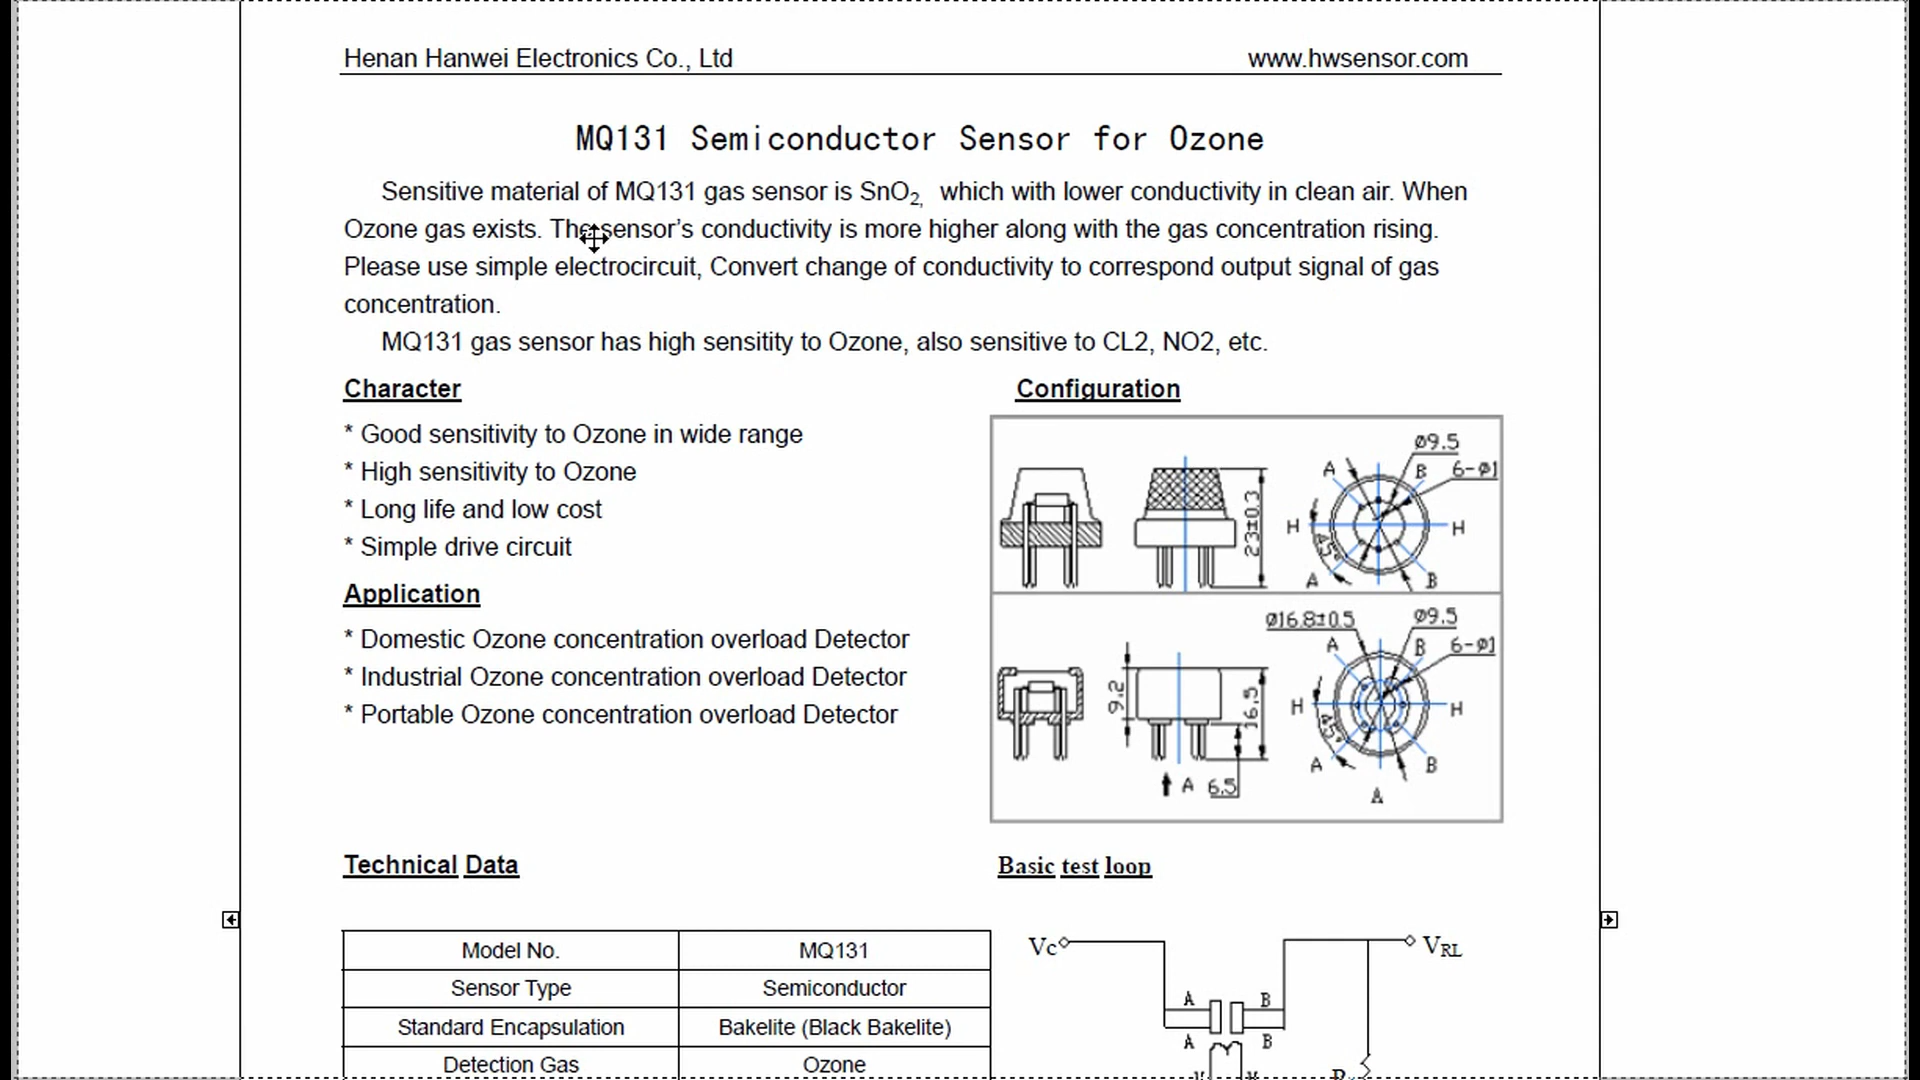 Henan Hanwei Electronics Co., Ltd www.hwsensor.com
MQ131 Semiconductor Sensor for Ozone
Sensitive material of MQ131 gas sensor is SnO2, which with lower conductivity in clean air. When
Ozone gas exists. The sensor's conductivity is more higher along with the gas concentration rising.
Please use simple electrocircuit, Convert change of conductivity to correspond output signal of gas
concentration.
MQ131 gas sensor has high sensitity to Ozone, also sensitive to CL2, NO2, etc.
Character
* Good sensitivity to Ozone in wide range
* High sensitivity to Ozone
* Long life and low cost
* Simple drive circuit
Application
* Domestic Ozone concentration overload Detector
* Industrial Ozone concentration overload Detector
* Portable Ozone concentration overload Detector
Configuration
ø9.5
A B 6-ø1
23±0.3
H H
45°
A B
ø16.8±0.5 ø9.5
A B 6-ø1
9.2
16.5
H H
45°
A B
A 6.5
A
Technical Data
Model No. MQ131
Sensor Type Semiconductor
Standard Encapsulation Bakelite (Black Bakelite)
Detection Gas Ozone
Basic test loop
Vc VRL
A B
A B